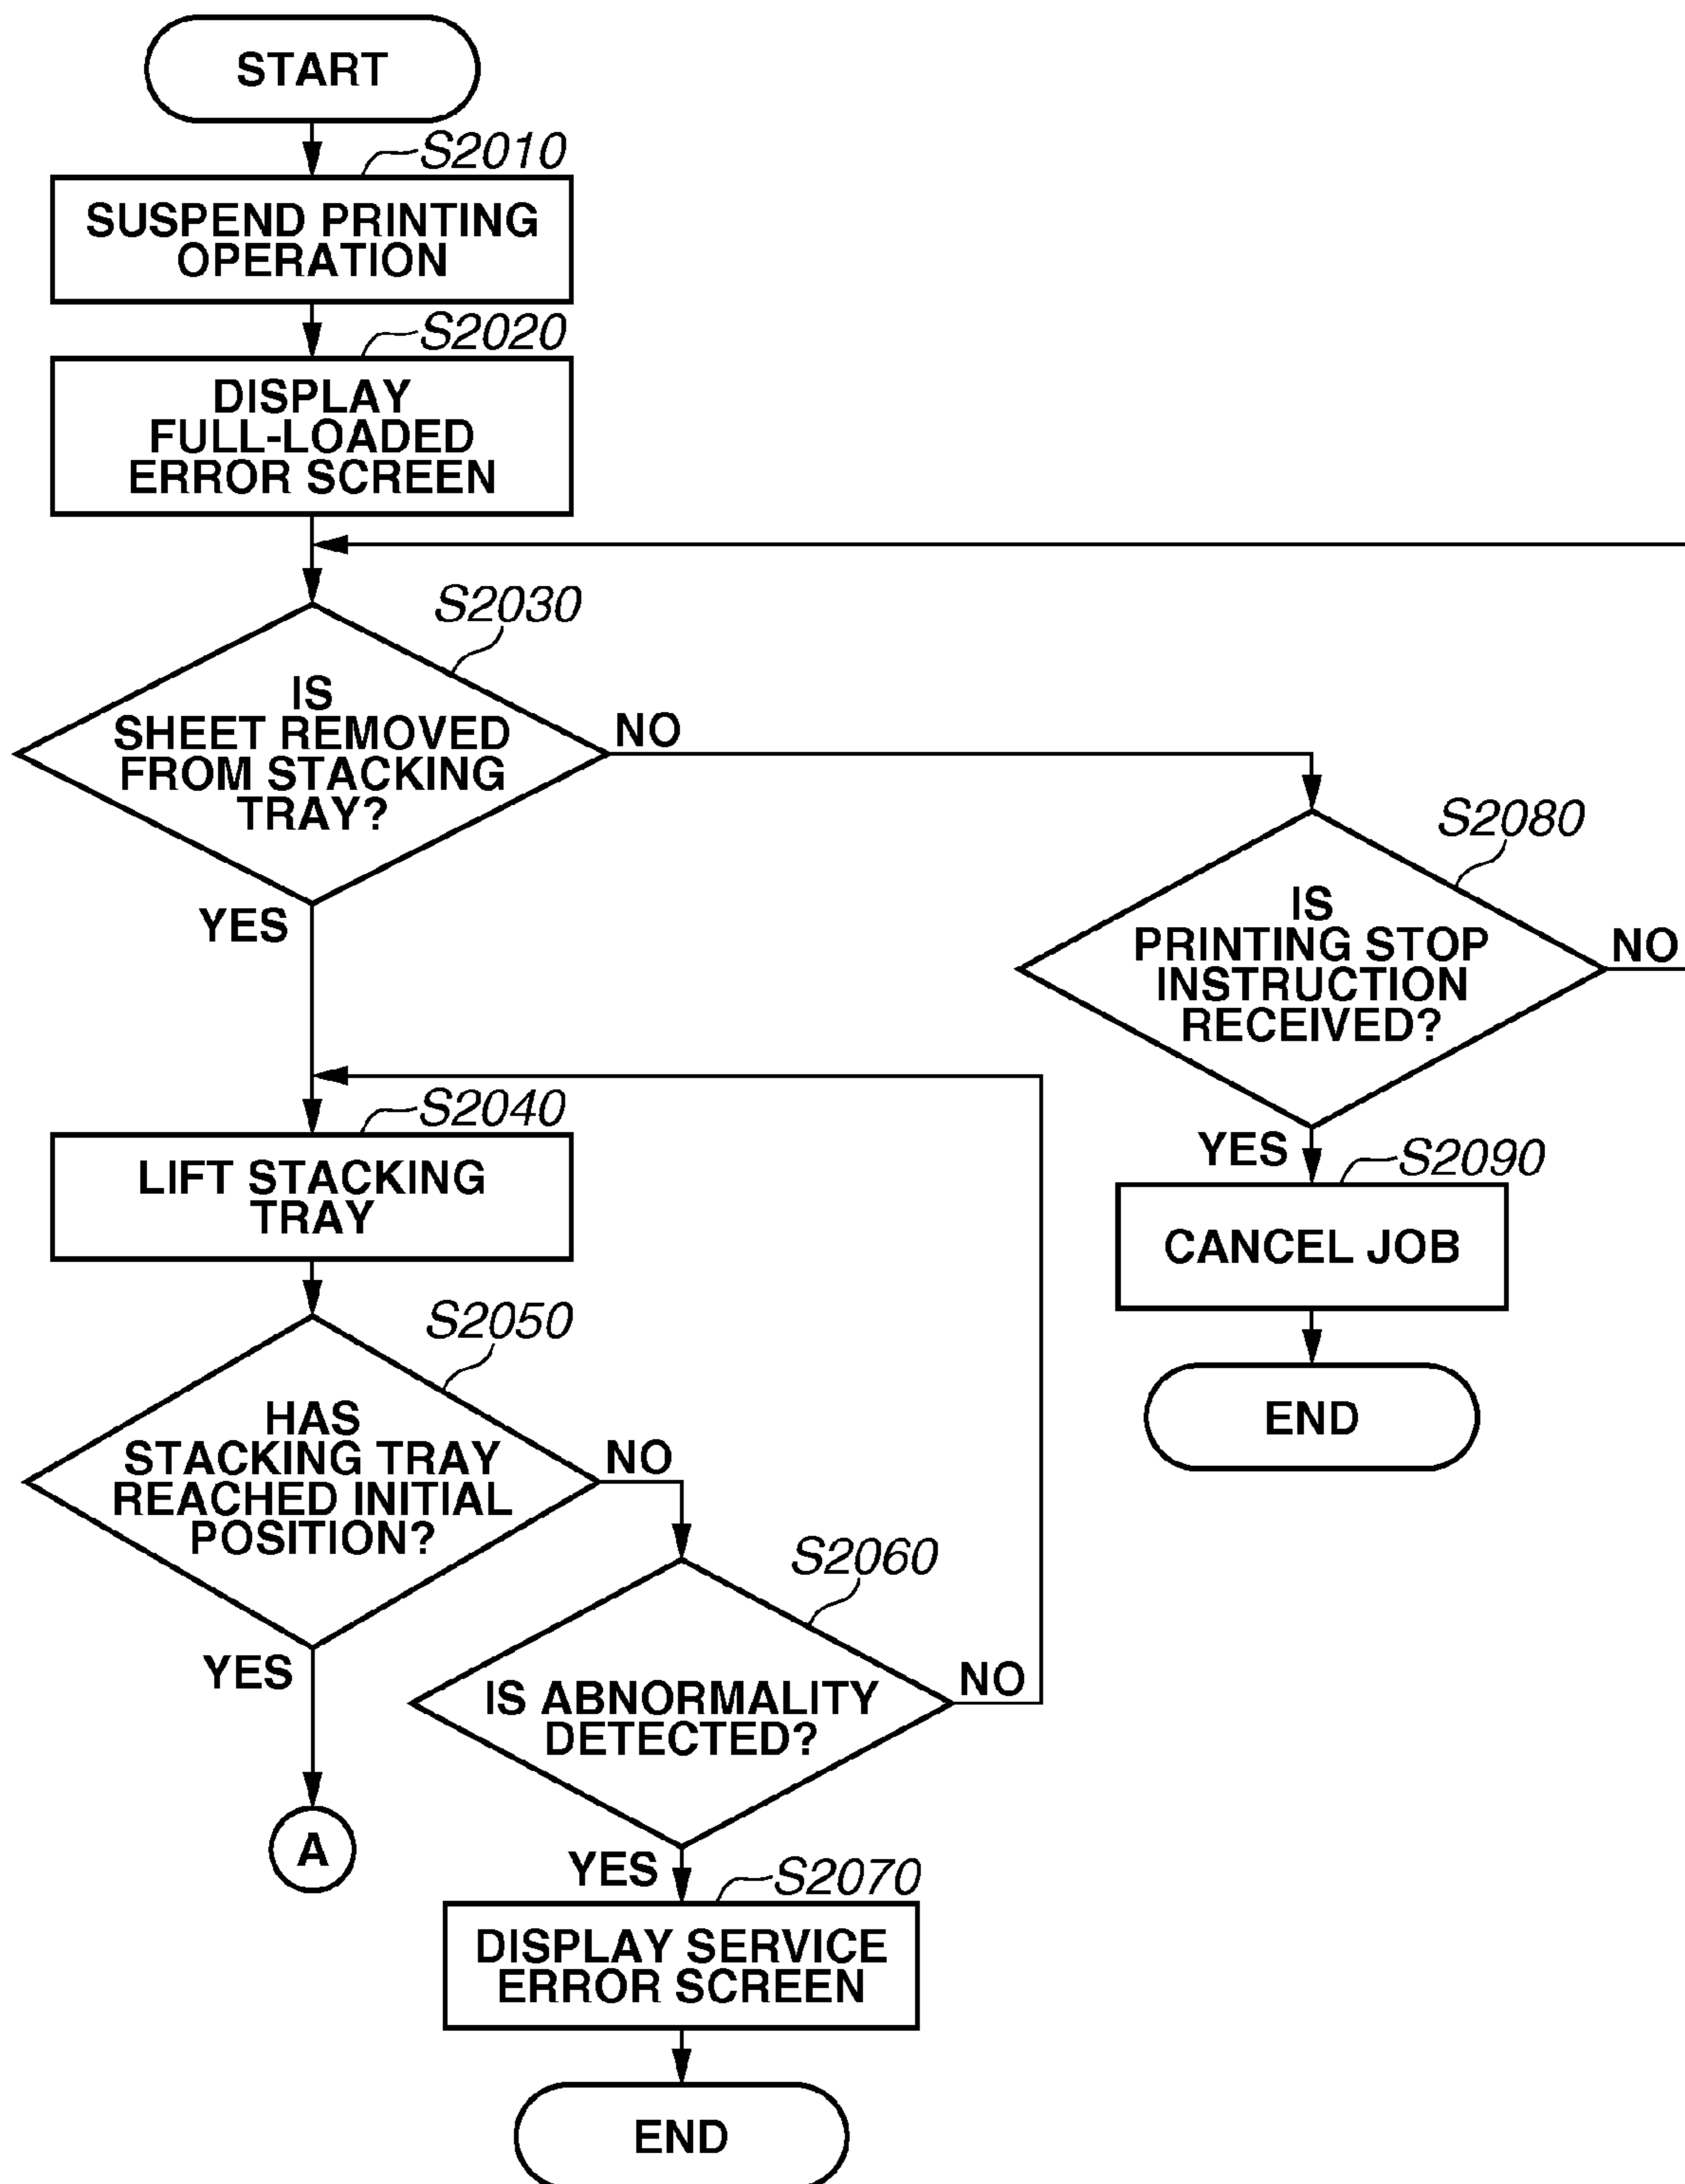 START
S2010
SUSPEND PRINTING
OPERATION
S2020
DISPLAY
FULL-LOADED
ERROR SCREEN
S2030
IS
SHEET REMOVED
FROM STACKING
TRAY?
NO
YES
S2080
IS
PRINTING STOP
INSTRUCTION
RECEIVED?
NO
YES
S2090
CANCEL JOB
END
S2040
LIFT STACKING
TRAY
S2050
HAS
STACKING TRAY
REACHED INITIAL
POSITION?
NO
YES
A
S2060
IS ABNORMALITY
DETECTED?
NO
YES
S2070
DISPLAY SERVICE
ERROR SCREEN
END